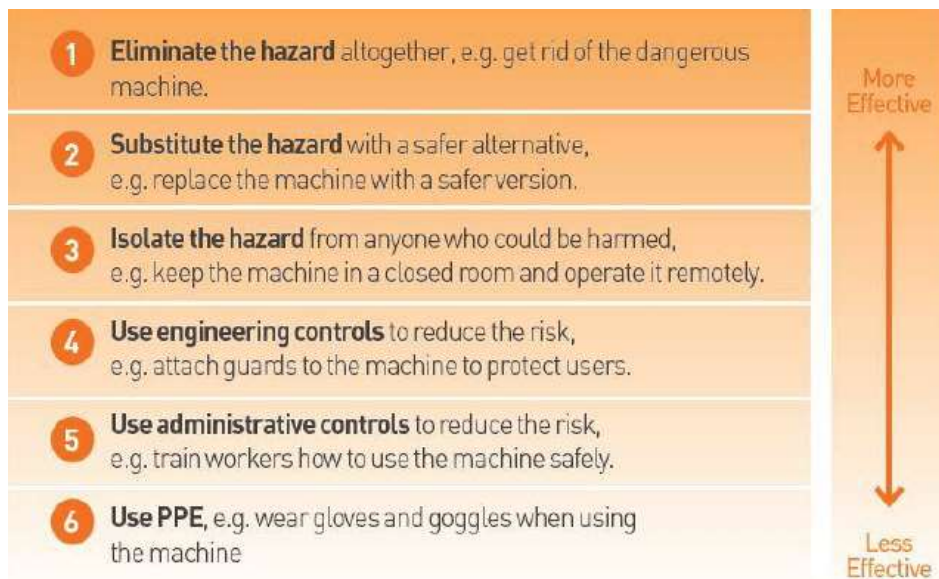 1 Eliminate the hazard altogether, e.g. get rid of the dangerous
machine.
2 Substitute the hazard with a safer alternative,
e.g. replace the machine with a safer version.
3 Isolate the hazard from anyone who could be harmed,
e.g. keep the machine in a closed room and operate it remotely.
4 Use engineering controls to reduce the risk,
e.g. attach guards to the machine to protect users.
5 Use administrative controls to reduce the risk,
e.g. train workers how to use the machine safely.
6 Use PPE, e.g. wear gloves and goggles when using
the machine
More
Effective
Less
Effective